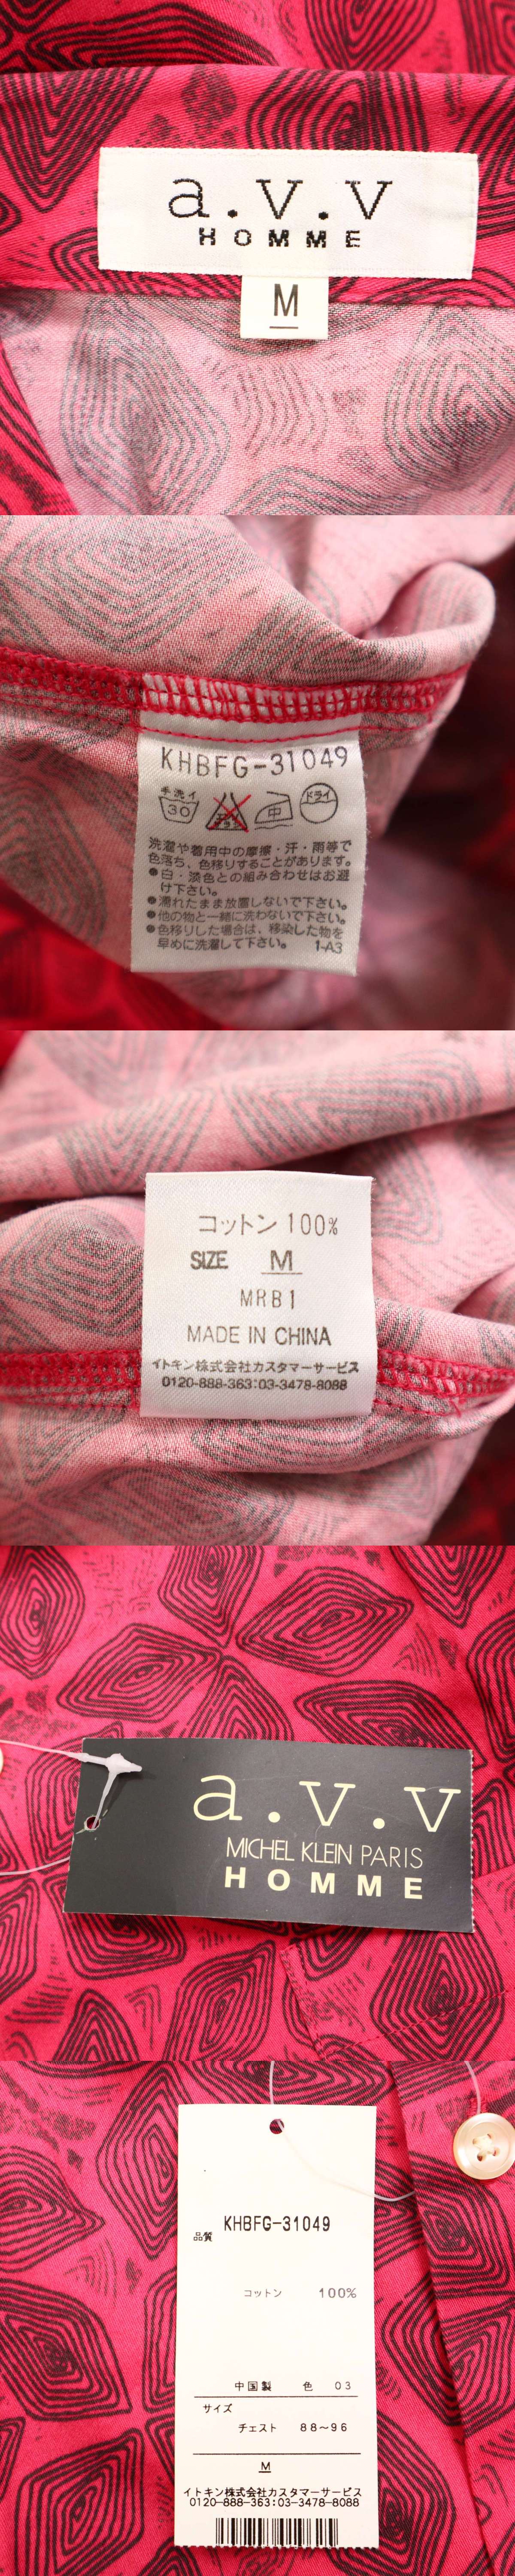 a.v.v
HOMME
M
KHBFG-31049
手洗イ
30
エンソ
サラシ
中
ドライ
洗濯や着用中の摩擦・汗・雨等で
色落ち、色移りすることがあります。
●白・淡色との組み合わせはお避
け下さい。
●濡れたまま放置しないで下さい。
●他の物と一緒に洗わないで下さい。
●色移りした場合は、移染した物を
早めに洗濯して下さい。 1-A3
コットン 100%
SIZE M
MRB1
MADE IN CHINA
イトキン株式会社カスタマーサービス
0120-888-363:03-3478-8088
a.v.v
MICHEL KLEIN PARIS
HOMME
KHBFG-31049
品質
コットン 100%
中国製 色 03
サイズ
チェスト 88~96
M
イトキン株式会社カスタマーサービス
0120-888-363:03-3478-8088